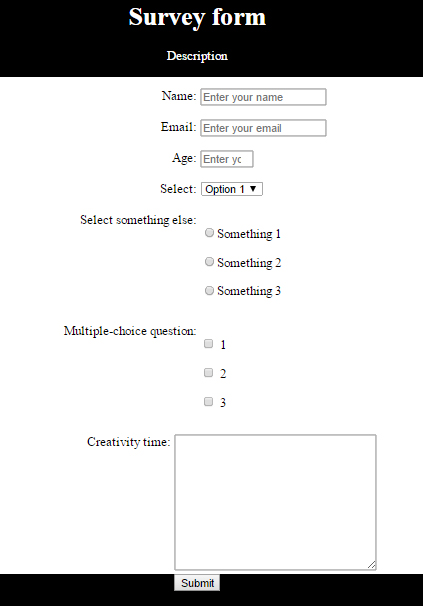 Survey form
Description
Name: Enter your name
Email: Enter your email
Age: Enter yc
Select: Option 1
Select something else:
Something 1
Something 2
Something 3
Multiple-choice question:
1
2
3
Creativity time:
Submit